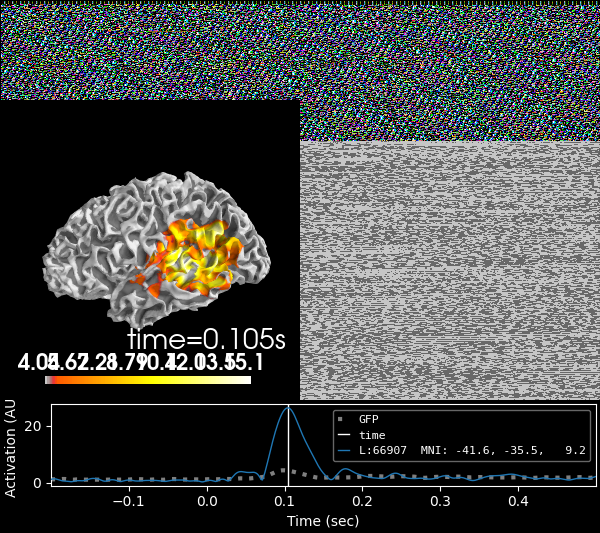 time=0.105s
Activation (AU
20
0
GFP
time
L:66907 MNI: -41.6, -35.5, 9.2
−0.1 0.0 0.1 0.2 0.3 0.4
Time (sec)